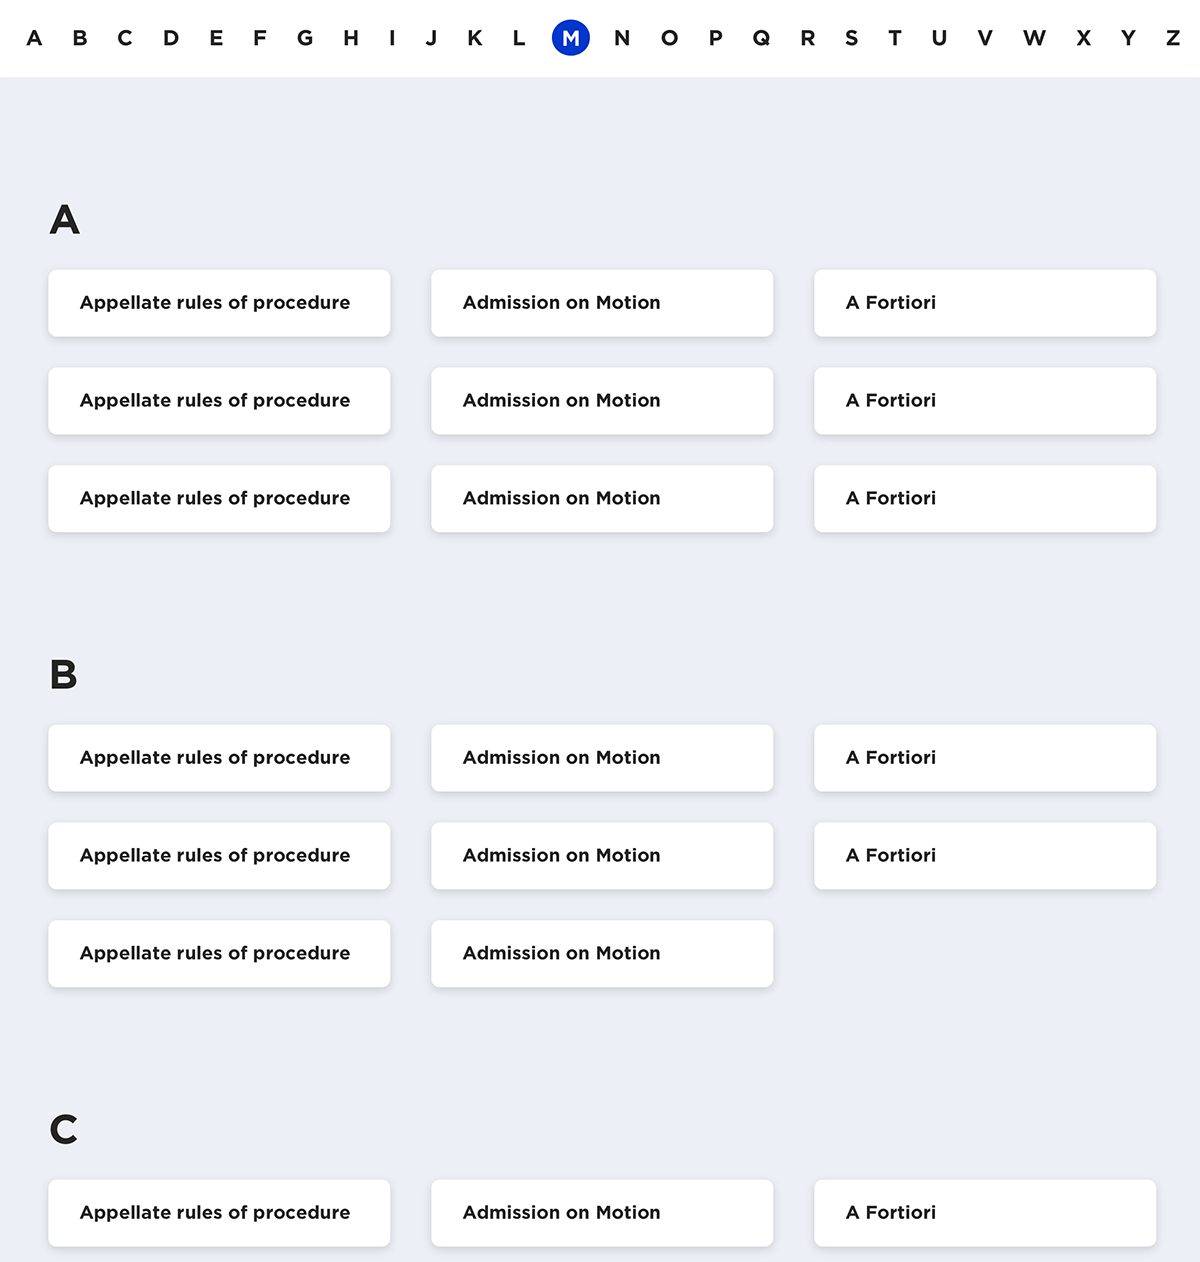 A B C D E F G H I J K L M N O P Q R S T U V W X Y Z
A
Appellate rules of procedure Admission on Motion A Fortiori
Appellate rules of procedure Admission on Motion A Fortiori
Appellate rules of procedure Admission on Motion A Fortiori
B
Appellate rules of procedure Admission on Motion A Fortiori
Appellate rules of procedure Admission on Motion A Fortiori
Appellate rules of procedure Admission on Motion
C
Appellate rules of procedure Admission on Motion A Fortiori